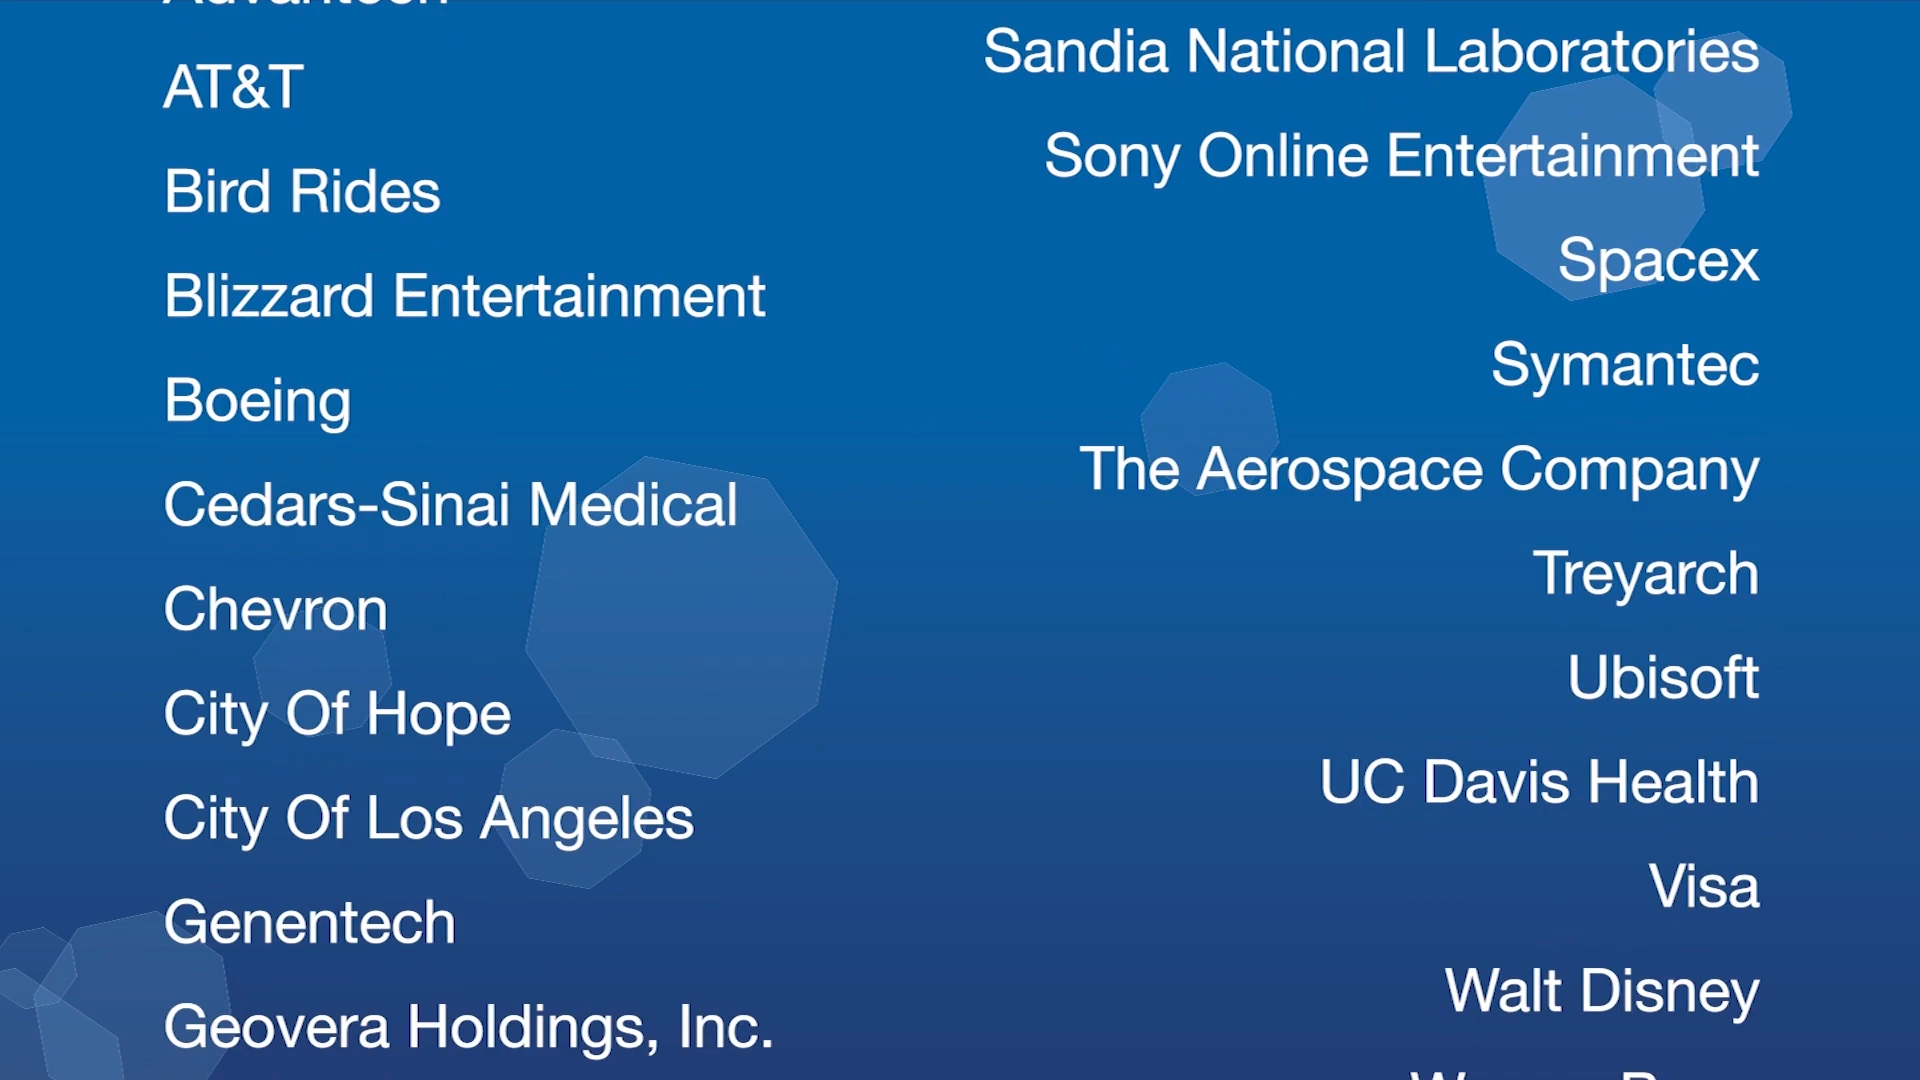 AT&T
Bird Rides
Blizzard Entertainment
Boeing
Cedars-Sinai Medical
Chevron
City Of Hope
City Of Los Angeles
Genentech
Geovera Holdings, Inc.
Sandia National Laboratories
Sony Online Entertainment
Spacex
Symantec
The Aerospace Company
Treyarch
Ubisoft
UC Davis Health
Visa
Walt Disney